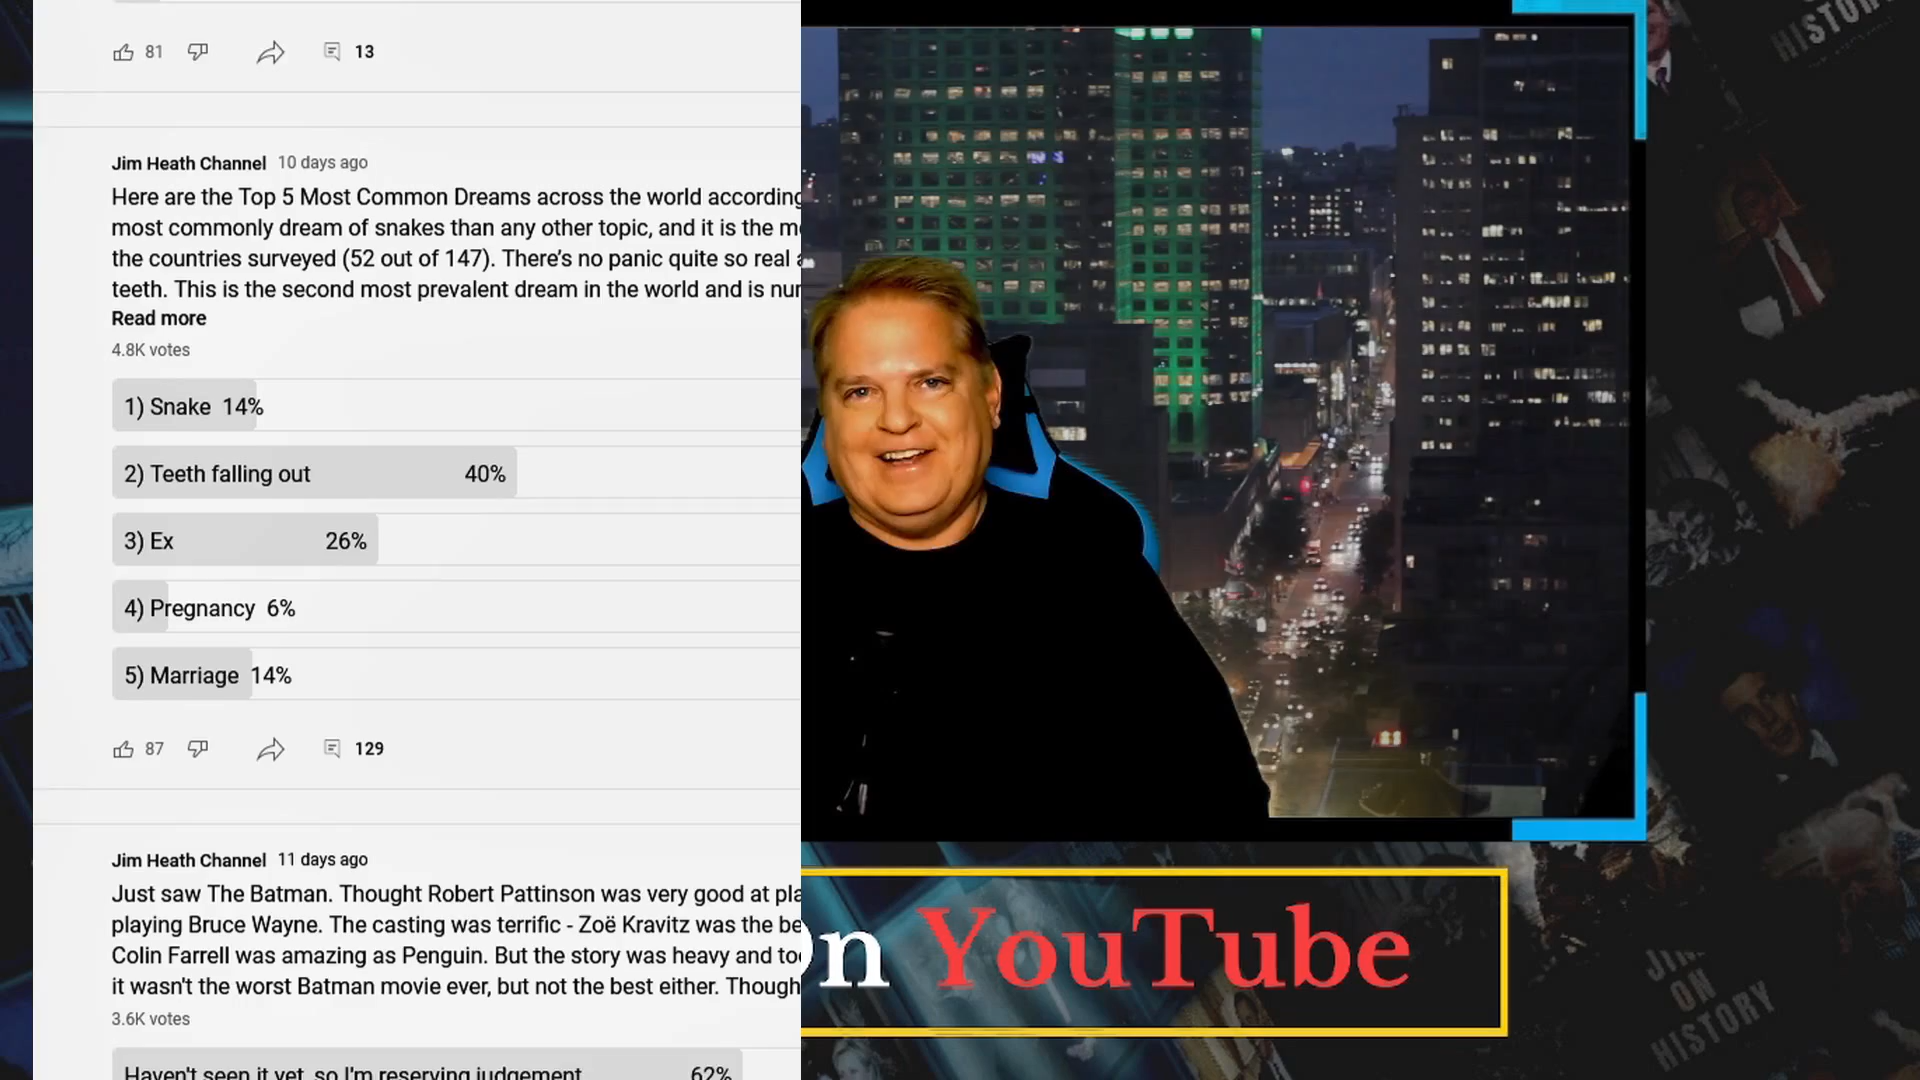 81
13
Jim Heath Channel 10 days ago
Here are the Top 5 Most Common Dreams across the world according
most commonly dream of snakes than any other topic, and it is the
the countries surveyed (52 out of 147). There's no panic quite so real
teeth. This is the second most prevalent dream in the world and is
Read more
4.8K votes
1) Snake 14%
2) Teeth falling out 40%
3) Ex 26%
4) Pregnancy 6%
5) Marriage 14%
87
129
Jim Heath Channel 11 days ago
Just saw The Batman. Thought Robert Pattinson was very good at
playing Bruce Wayne. The casting was terrific - Zoë Kravitz was the
Colin Farrell was amazing as Penguin. But the story was heavy and
it wasn't the worst Batman movie ever, but not the best either.
3.6K votes
Haven't seen it yet, so I'm reserving judgement 62%
On YouTube
HISTORY
JIM
ON
HISTORY